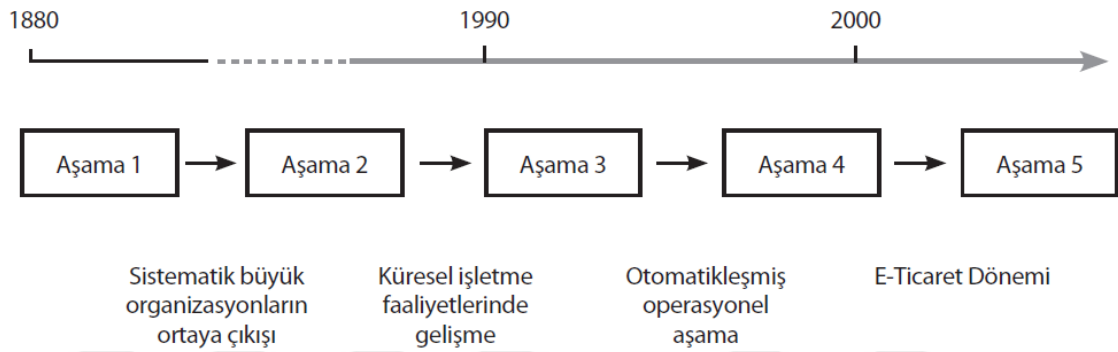 1880 1990 2000
Aşama 1 Aşama 2 Aşama 3 Aşama 4 Aşama 5
Sistematik büyük
organizasyonların
ortaya çıkışı
Küresel işletme
faaliyetlerinde
gelişme
Otomatikleşmiş
operasyonel
aşama
E-Ticaret Dönemi